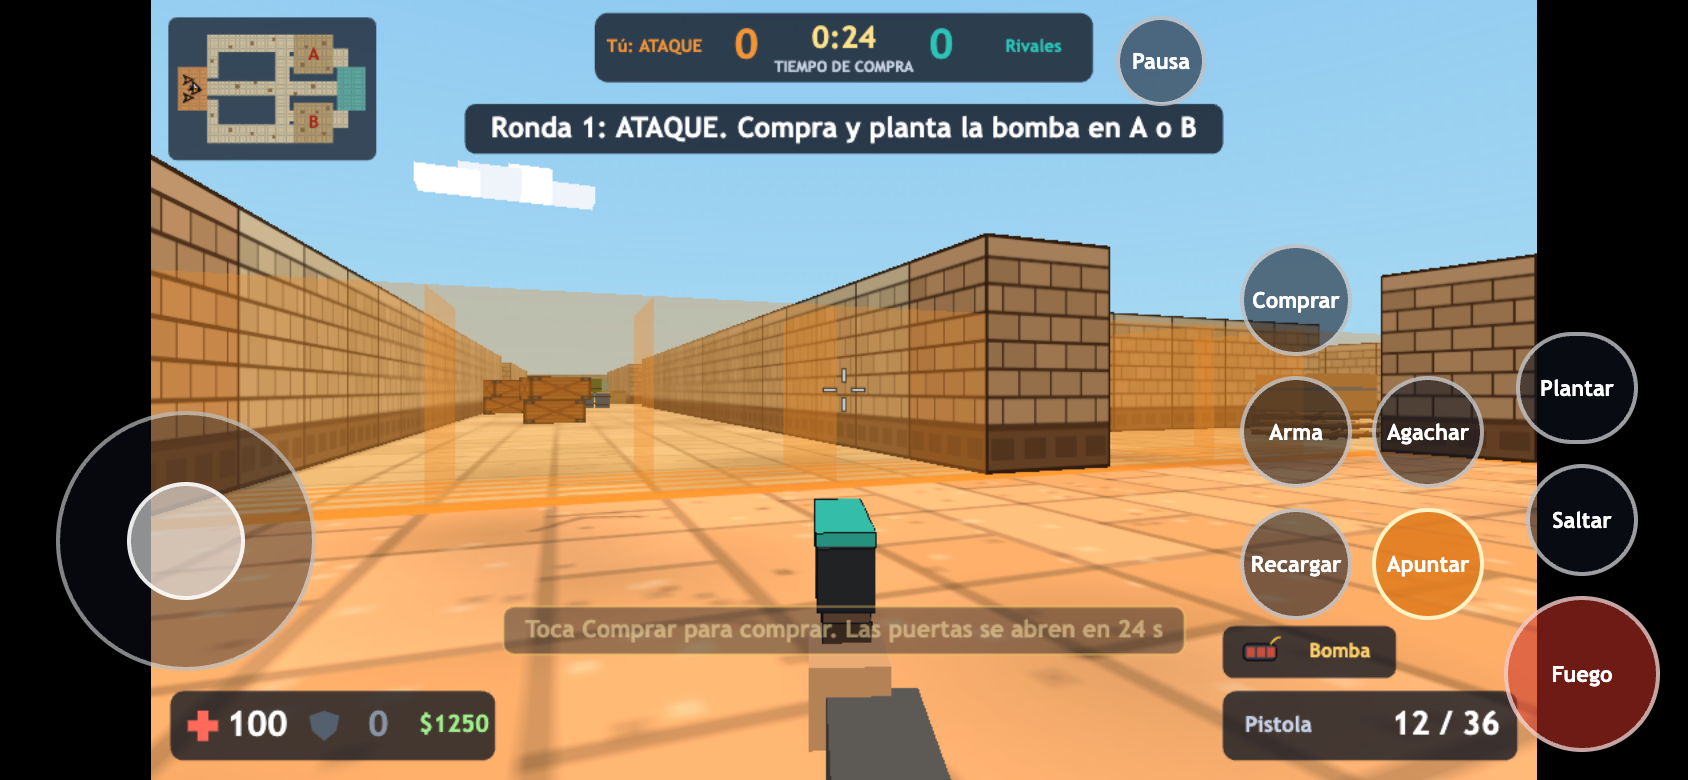 A
B
Tú: ATAQUE
0
0:24
TIEMPO DE COMPRA
0
Rivales
Pausa
Ronda 1: ATAQUE. Compra y planta la bomba en A o B
Comprar
Plantar
Arma
Agachar
Saltar
Recargar
Apuntar
Toca Comprar para comprar. Las puertas se abren en 24 s
Bomba
Fuego
100
0
$1250
Pistola
12 / 36